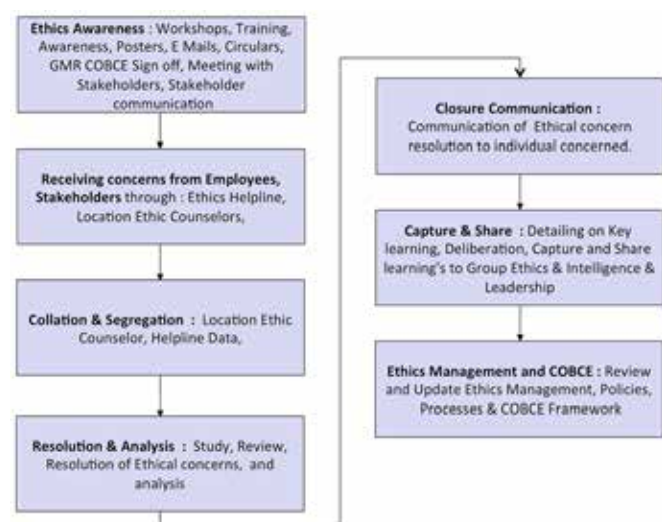 Ethics Awareness : Workshops, Training,
Awareness, Posters, E Mails, Circulars,
GMR COBCE Sign off, Meeting with
Stakeholders, Stakeholder
communication
Receiving concerns from Employees,
Stakeholders through : Ethics Helpline,
Location Ethic Counselors,
Collation & Segregation : Location Ethic
Counselor, Helpline Data,
Resolution & Analysis : Study, Review,
Resolution of Ethical concerns, and
analysis
Closure Communication :
Communication of Ethical concern
resolution to individual concerned.
Capture & Share : Detailing on Key
learning, Deliberation, Capture and Share
learning's to Group Ethics & Intelligence &
Leadership
Ethics Management and COBCE : Review
and Update Ethics Management, Policies,
Processes & COBCE Framework